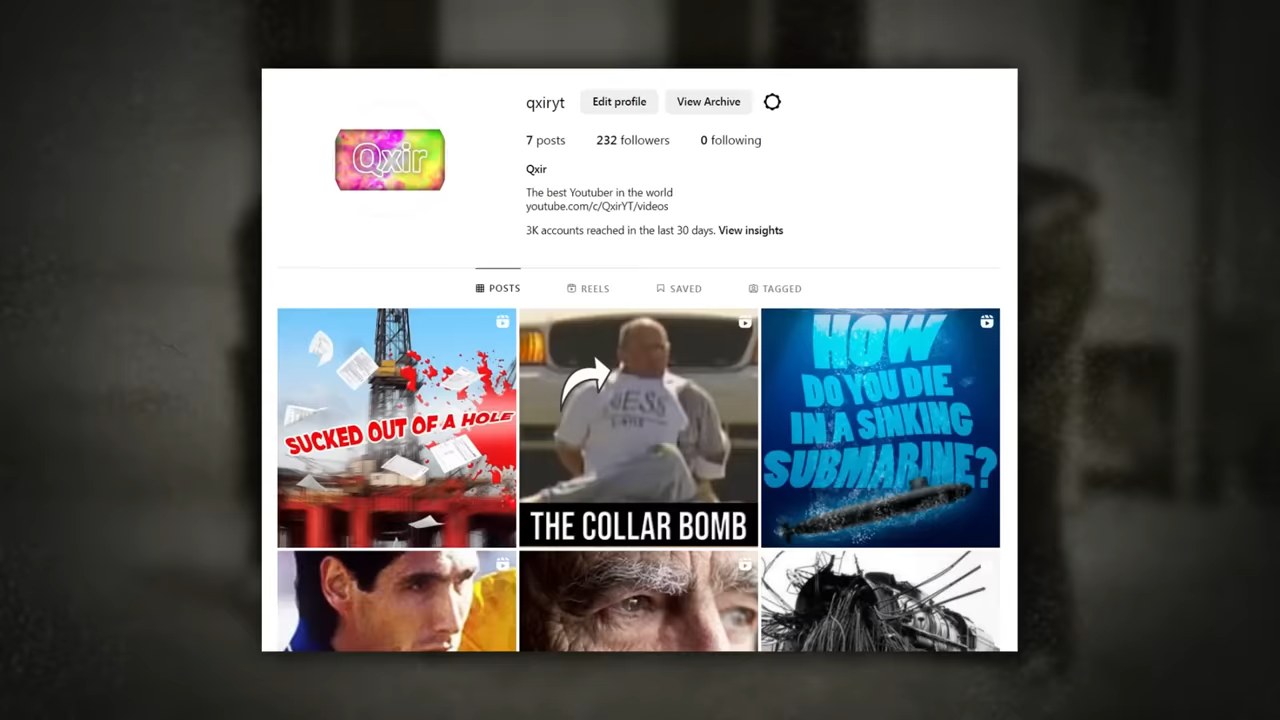 qxiryt Edit profile View Archive
Qxir
7 posts 232 followers 0 following
Qxir
The best Youtuber in the world
youtube.com/c/QxirYT/videos
3K accounts reached in the last 30 days. View insights
POSTS REELS SAVED TAGGED
SUCKED OUT OF A HOLE
THE COLLAR BOMB
HOW
DO YOU DIE
IN A SINKING
SUBMARINE?